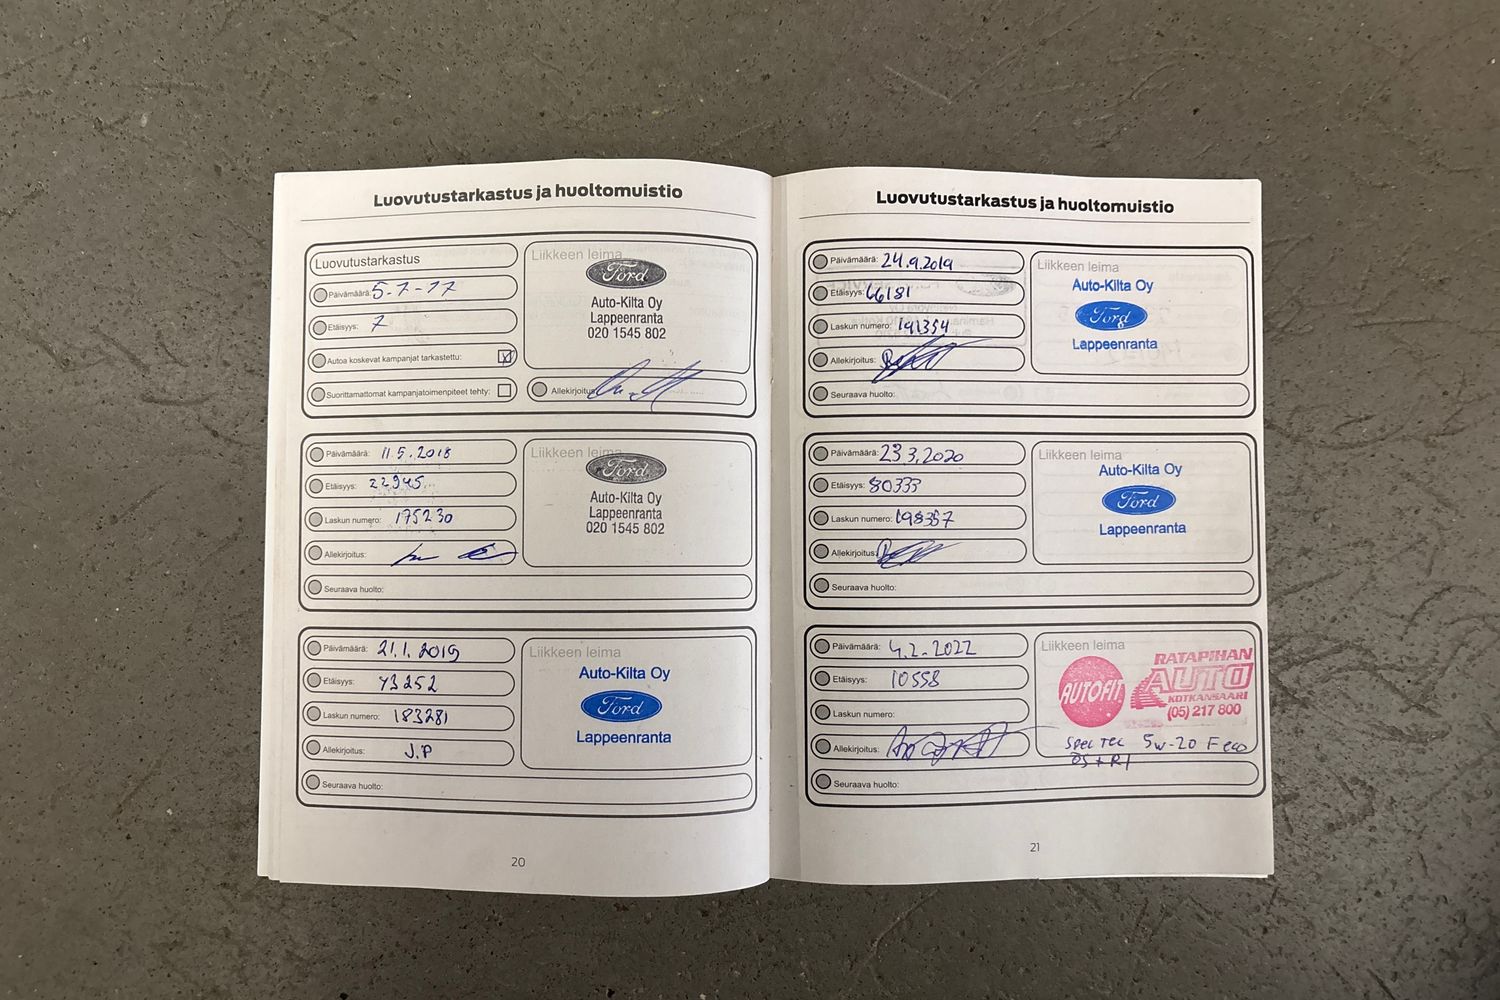 Luovutustarkastus ja huoltomuistio
Luovutustarkastus
Päivämäärä: 5-7-17
Etäisyys: 7
Autoa koskevat kampanjat tarkastettu: X
Suorittamattomat kampanjatoimenpiteet tehty:
Liikkeen leima
Ford
Auto-Kilta Oy
Lappeenranta
020 1545 802
Allekirjoitus:
Päivämäärä: 11.5.2018
Etäisyys: 22945
Laskun numero: 175230
Allekirjoitus:
Seuraava huolto:
Liikkeen leima
Ford
Auto-Kilta Oy
Lappeenranta
020 1545 802
Päivämäärä: 21.1.2019
Etäisyys: 43252
Laskun numero: 183281
Allekirjoitus: J.P
Seuraava huolto:
Liikkeen leima
Auto-Kilta Oy
Ford
Lappeenranta
20
Luovutustarkastus ja huoltomuistio
Päivämäärä: 24.9.2019
Etäisyys: 66181
Laskun numero: 191354
Allekirjoitus:
Seuraava huolto:
Liikkeen leima
Auto-Kilta Oy
Ford
Lappeenranta
Päivämäärä: 23.3.2020
Etäisyys: 80333
Laskun numero: 198357
Allekirjoitus:
Seuraava huolto:
Liikkeen leima
Auto-Kilta Oy
Ford
Lappeenranta
Päivämäärä: 4.2.2022
Etäisyys: 10558
Laskun numero:
Allekirjoitus:
Seuraava huolto:
Liikkeen leima
AUTOFIT
RATAPIHAN
AUTO
KOTKANSAARI
(05) 217 800
Spec Tec 5w-20 F eco
ÖS+RT
21